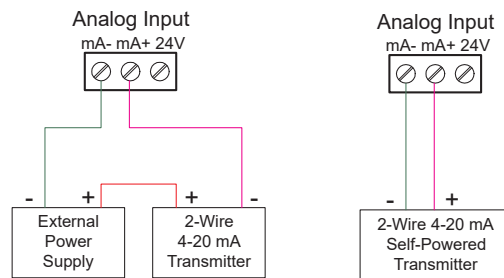 Analog Input
mA- mA+ 24V
- + + -
External
Power
Supply
2-Wire
4-20 mA
Transmitter
Analog Input
mA- mA+ 24V
- +
2-Wire 4-20 mA
Self-Powered
Transmitter